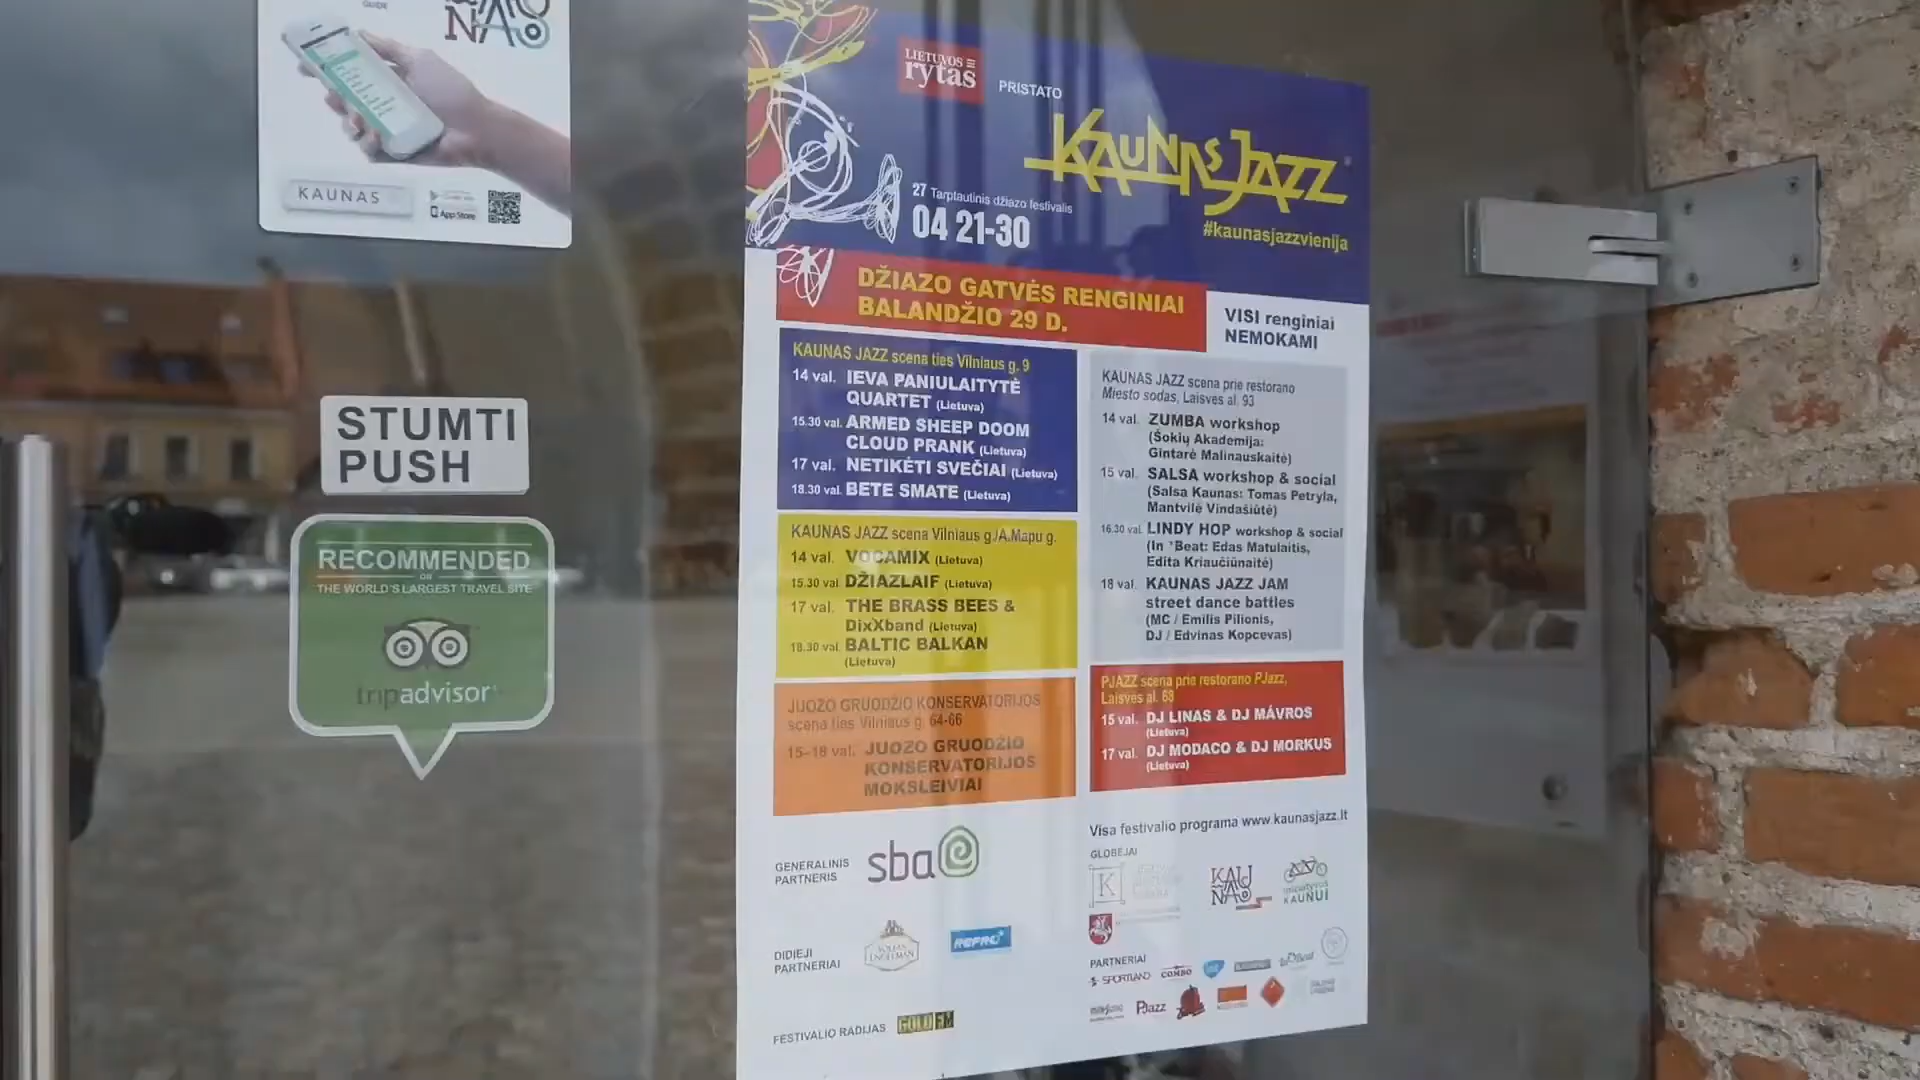 GUIDE
KAUNAS
KAUNAS
App Store
STUMTI
PUSH
RECOMMENDED
ON
THE WORLD'S LARGEST TRAVEL SITE
tripadvisor
LIETUVOS
rytas
PRISTATO
KAUNAS JAZZ
27 Tarptautinis džiazo festivalis
04 21-30
#kaunasjazzvienija
DŽIAZO GATVĖS RENGINIAI
BALANDŽIO 29 D.
VISI renginiai
NEMOKAMI
KAUNAS JAZZ scena ties Vilniaus g. 9
14 val. IEVA PANIULAITYTĖ
QUARTET (Lietuva)
15.30 val. ARMED SHEEP DOOM
CLOUD PRANK (Lietuva)
17 val. NETIKĖTI SVEČIAI (Lietuva)
18.30 val. BETE SMATE (Lietuva)
KAUNAS JAZZ scena Vilniaus g./A.Mapu g.
14 val. VOCAMIX (Lietuva)
15.30 val DŽIAZLAIF (Lietuva)
17 val. THE BRASS BEES &
DixXband (Lietuva)
18.30 val. BALTIC BALKAN
(Lietuva)
JUOZO GRUODŽIO KONSERVATORIJOS
scena ties Vilniaus g. 64-66
15-18 val. JUOZO GRUODŽIO
KONSERVATORIJOS
MOKSLEIVIAI
KAUNAS JAZZ scena prie restorano
Miesto sodas, Laisvės al. 93
14 val. ZUMBA workshop
(Šokių Akademija:
Gintarė Malinauskaitė)
15 val. SALSA workshop & social
(Salsa Kaunas: Tomas Petryla,
Mantvilė Vindašiūtė)
16.30 val. LINDY HOP workshop & social
(In *Beat: Edas Matulaitis,
Edita Kriaučiūnaitė)
18 val. KAUNAS JAZZ JAM
street dance battles
(MC / Emilis Pilionis,
DJ / Edvinas Kopcevas)
PJAZZ scena prie restorano PJazz,
Laisvės al. 68
15 val. DJ LINAS & DJ MÁVROS
(Lietuva)
17 val. DJ MODACO & DJ MORKUS
(Lietuva)
Visa festivalio programa www.kaunasjazz.lt
GENERALINIS
PARTNERIS
sba
GLOBĖJAI
K
KAUNAS
Iniciatyvos
KAUNUI
DIDIEJI
PARTNERIAI
VOLFAS
ENGELMAN
REPRO
PARTNERIAI
SPORTLAND
COMBO
PJazz
FESTIVALIO RADIJAS
GOLD FM